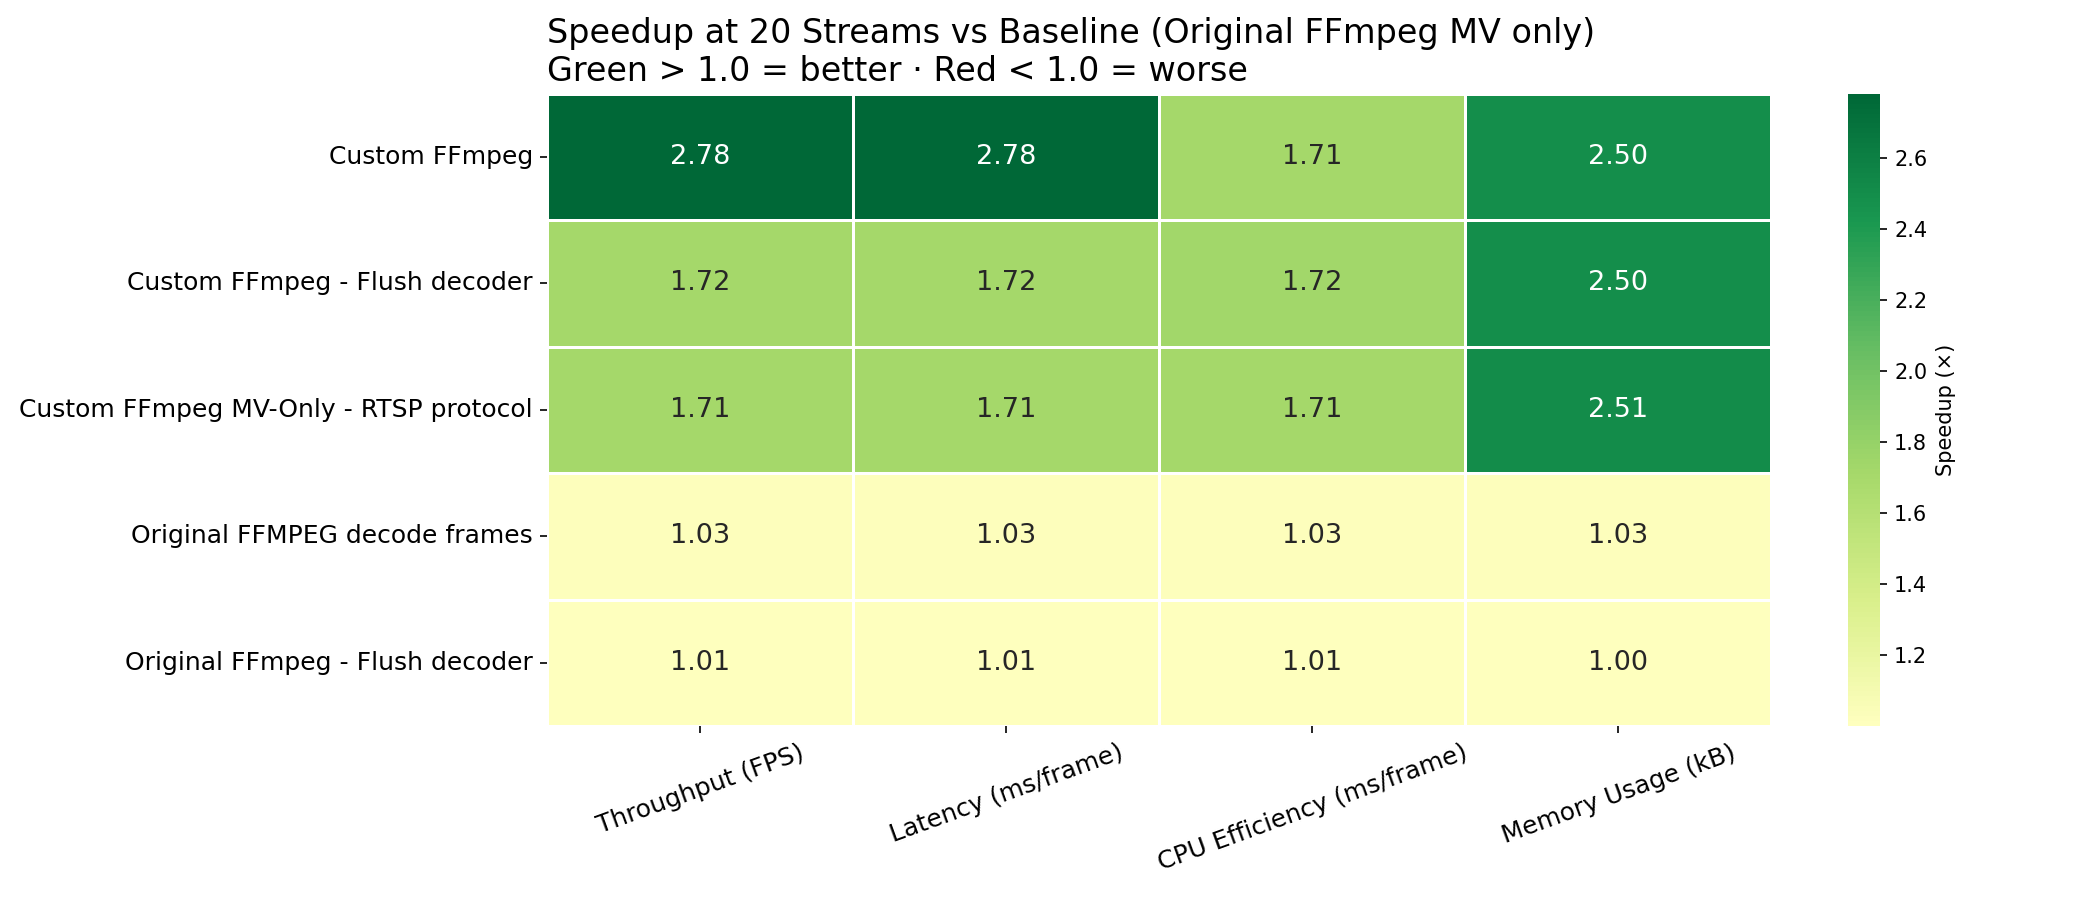 Speedup at 20 Streams vs Baseline (Original FFmpeg MV only)
Green > 1.0 = better · Red < 1.0 = worse
Custom FFmpeg
2.78
2.78
1.71
2.50
Custom FFmpeg - Flush decoder
1.72
1.72
1.72
2.50
Custom FFmpeg MV-Only - RTSP protocol
1.71
1.71
1.71
2.51
Original FFMPEG decode frames
1.03
1.03
1.03
1.03
Original FFmpeg - Flush decoder
1.01
1.01
1.01
1.00
Throughput (FPS)
Latency (ms/frame)
CPU Efficiency (ms/frame)
Memory Usage (kB)
2.6
2.4
2.2
2.0
1.8
1.6
1.4
1.2
Speedup (×)